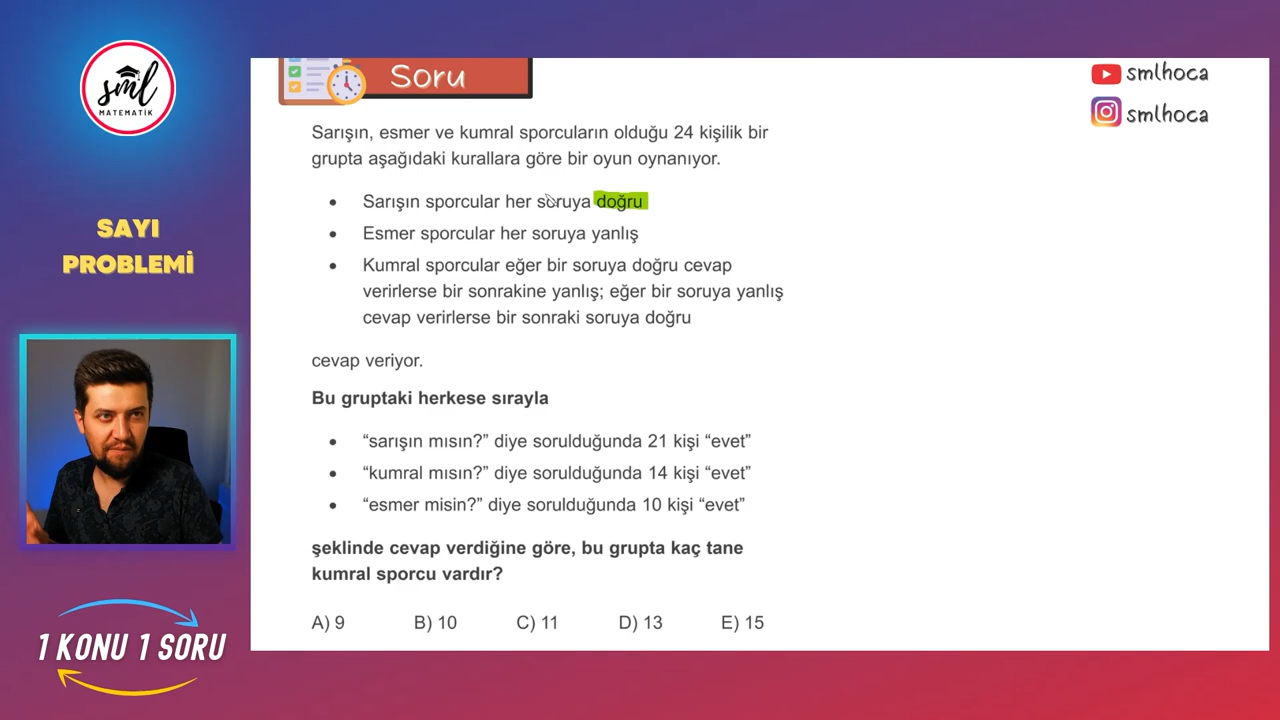 sml
MATEMATİK
SAYI
PROBLEMİ
1 KONU 1 SORU
Soru
smlhoca
smlhoca
Sarışın, esmer ve kumral sporcuların olduğu 24 kişilik bir
grupta aşağıdaki kurallara göre bir oyun oynanıyor.
• Sarışın sporcular her soruya doğru
• Esmer sporcular her soruya yanlış
• Kumral sporcular eğer bir soruya doğru cevap
verirlerse bir sonrakine yanlış; eğer bir soruya yanlış
cevap verirlerse bir sonraki soruya doğru
cevap veriyor.
Bu gruptaki herkese sırayla
• “sarışın mısın?” diye sorulduğunda 21 kişi “evet”
• “kumral mısın?” diye sorulduğunda 14 kişi “evet”
• “esmer misin?” diye sorulduğunda 10 kişi “evet”
şeklinde cevap verdiğine göre, bu grupta kaç tane
kumral sporcu vardır?
A) 9 B) 10 C) 11 D) 13 E) 15